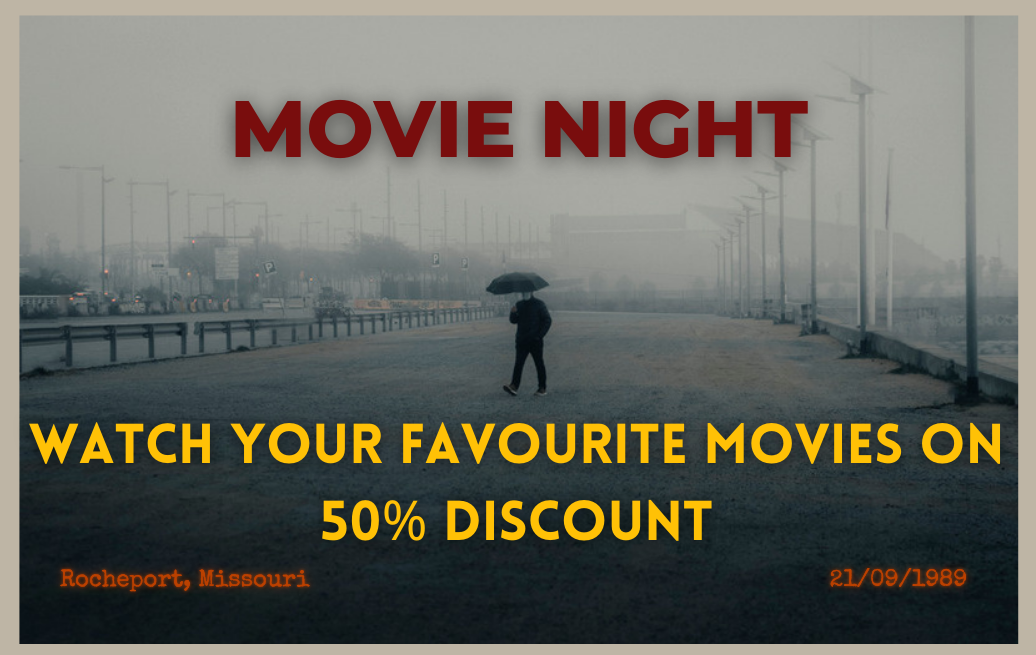 MOVIE NIGHT
WATCH YOUR FAVOURITE MOVIES ON
50% DISCOUNT
Rocheport, Missouri
21/09/1989